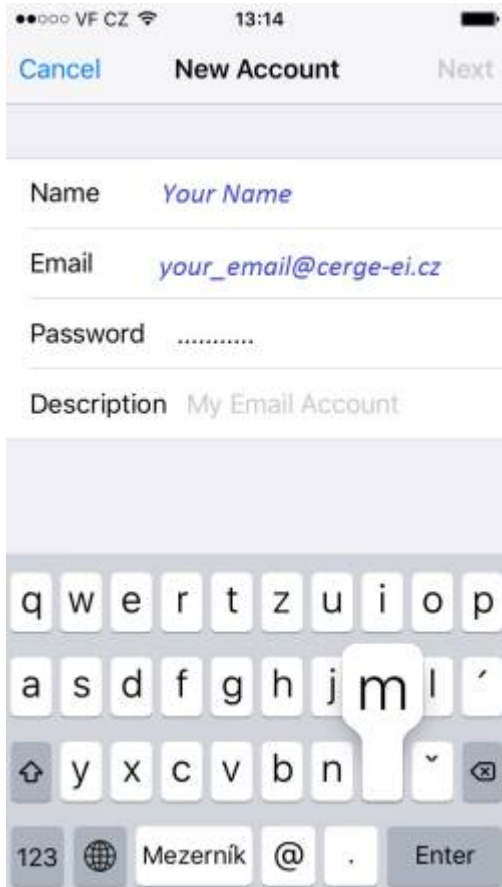 VF CZ 13:14
Cancel New Account Next
Name Your Name
Email your_email@cerge-ei.cz
Password ...........
Description My Email Account
q w e r t z u i o p
a s d f g h j m l ´
y x c v b n ˇ
123 Mezerník @ . Enter